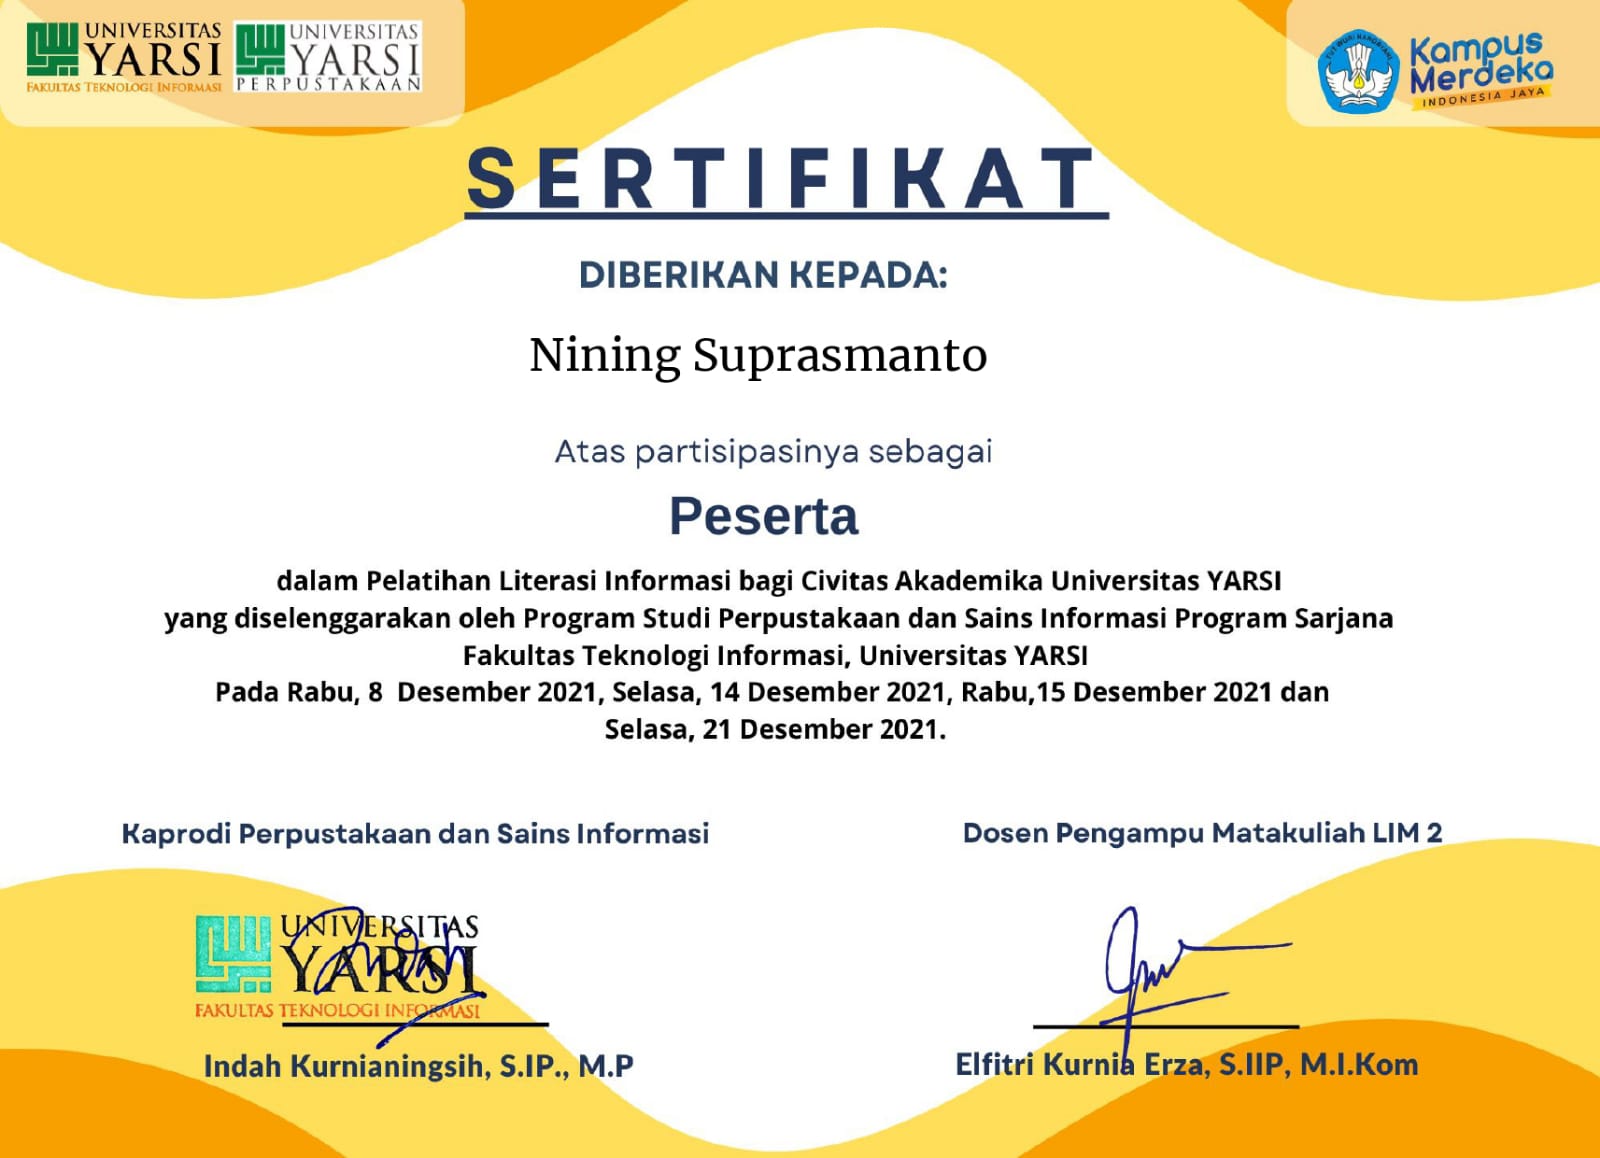 UNIVERSITAS
YARSI
FAKULTAS TEKNOLOGI INFORMASI
UNIVERSITAS
YARSI
PERPUSTAKAAN
TUT WURI HANDAYANI
Kampus
Merdeka
INDONESIA JAYA
SERTIFIKAT
DIBERIKAN KEPADA:
Nining Suprasmanto
Atas partisipasinya sebagai
Peserta
dalam Pelatihan Literasi Informasi bagi Civitas Akademika Universitas YARSI
yang diselenggarakan oleh Program Studi Perpustakaan dan Sains Informasi Program Sarjana
Fakultas Teknologi Informasi, Universitas YARSI
Pada Rabu, 8 Desember 2021, Selasa, 14 Desember 2021, Rabu,15 Desember 2021 dan
Selasa, 21 Desember 2021.
Kaprodi Perpustakaan dan Sains Informasi
Dosen Pengampu Matakuliah LIM 2
UNIVERSITAS
YARSI
FAKULTAS TEKNOLOGI INFORMASI
Indah Kurnianingsih, S.IP., M.P
Elfitri Kurnia Erza, S.IIP, M.I.Kom